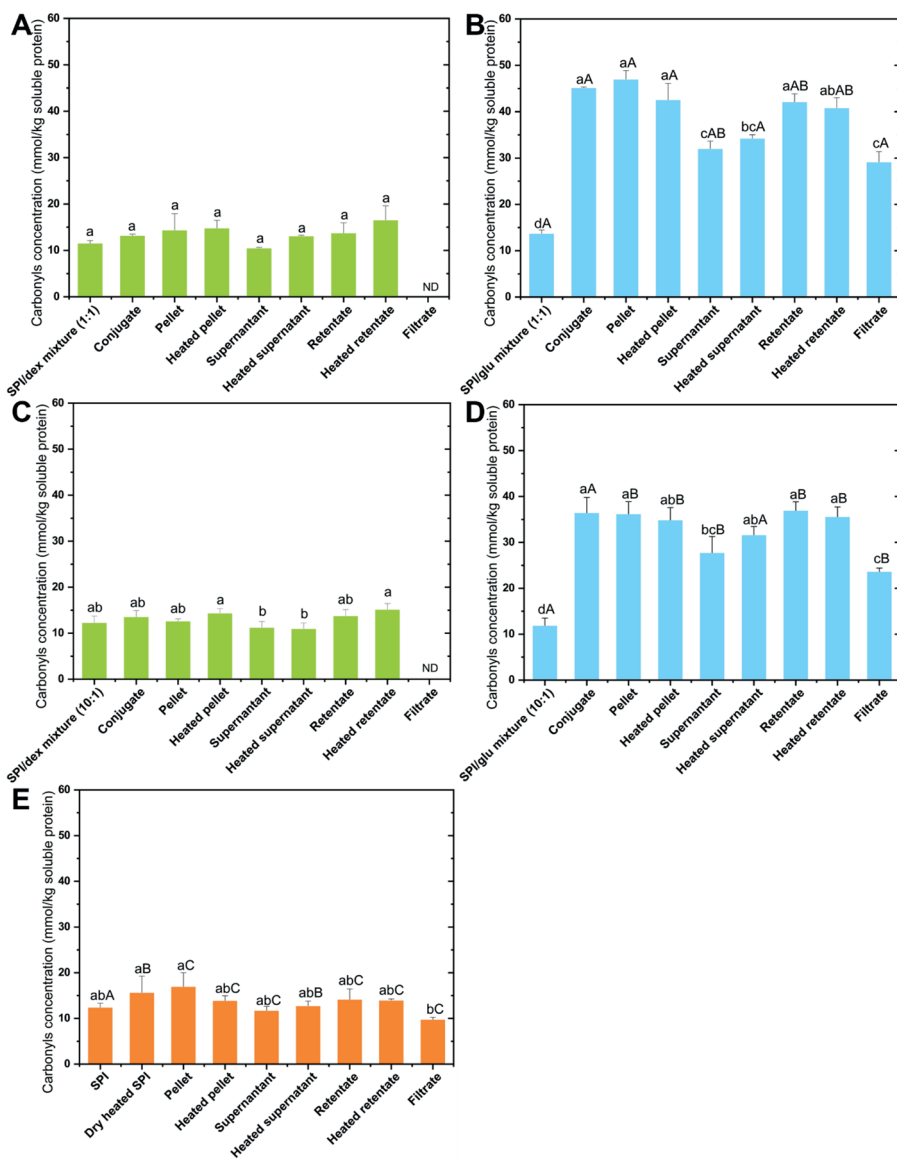 A
Carbonyls concentration (mmol/kg soluble protein)
60
50
40
30
20
10
0
a
a
a
a
a
a
a
a
ND
SPI/dex mixture (1:1)
Conjugate
Pellet
Heated pellet
Supernantant
Heated supernatant
Retentate
Heated retentate
Filtrate
B
Carbonyls concentration (mmol/kg soluble protein)
60
50
40
30
20
10
0
dA
aA
aA
aA
cAB
bcA
aAB
abAB
cA
SPI/glu mixture (1:1)
Conjugate
Pellet
Heated pellet
Supernantant
Heated supernatant
Retentate
Heated retentate
Filtrate
C
Carbonyls concentration (mmol/kg soluble protein)
60
50
40
30
20
10
0
ab
ab
ab
a
b
b
ab
a
ND
SPI/dex mixture (10:1)
Conjugate
Pellet
Heated pellet
Supernantant
Heated supernatant
Retentate
Heated retentate
Filtrate
D
Carbonyls concentration (mmol/kg soluble protein)
60
50
40
30
20
10
0
dA
aA
aB
abB
bcB
abA
aB
aB
cB
SPI/glu mixture (10:1)
Conjugate
Pellet
Heated pellet
Supernantant
Heated supernatant
Retentate
Heated retentate
Filtrate
E
Carbonyls concentration (mmol/kg soluble protein)
60
50
40
30
20
10
0
abA
aB
aC
abC
abC
abB
abC
abC
bC
SPI
Dry heated SPI
Pellet
Heated pellet
Supernantant
Heated supernatant
Retentate
Heated retentate
Filtrate